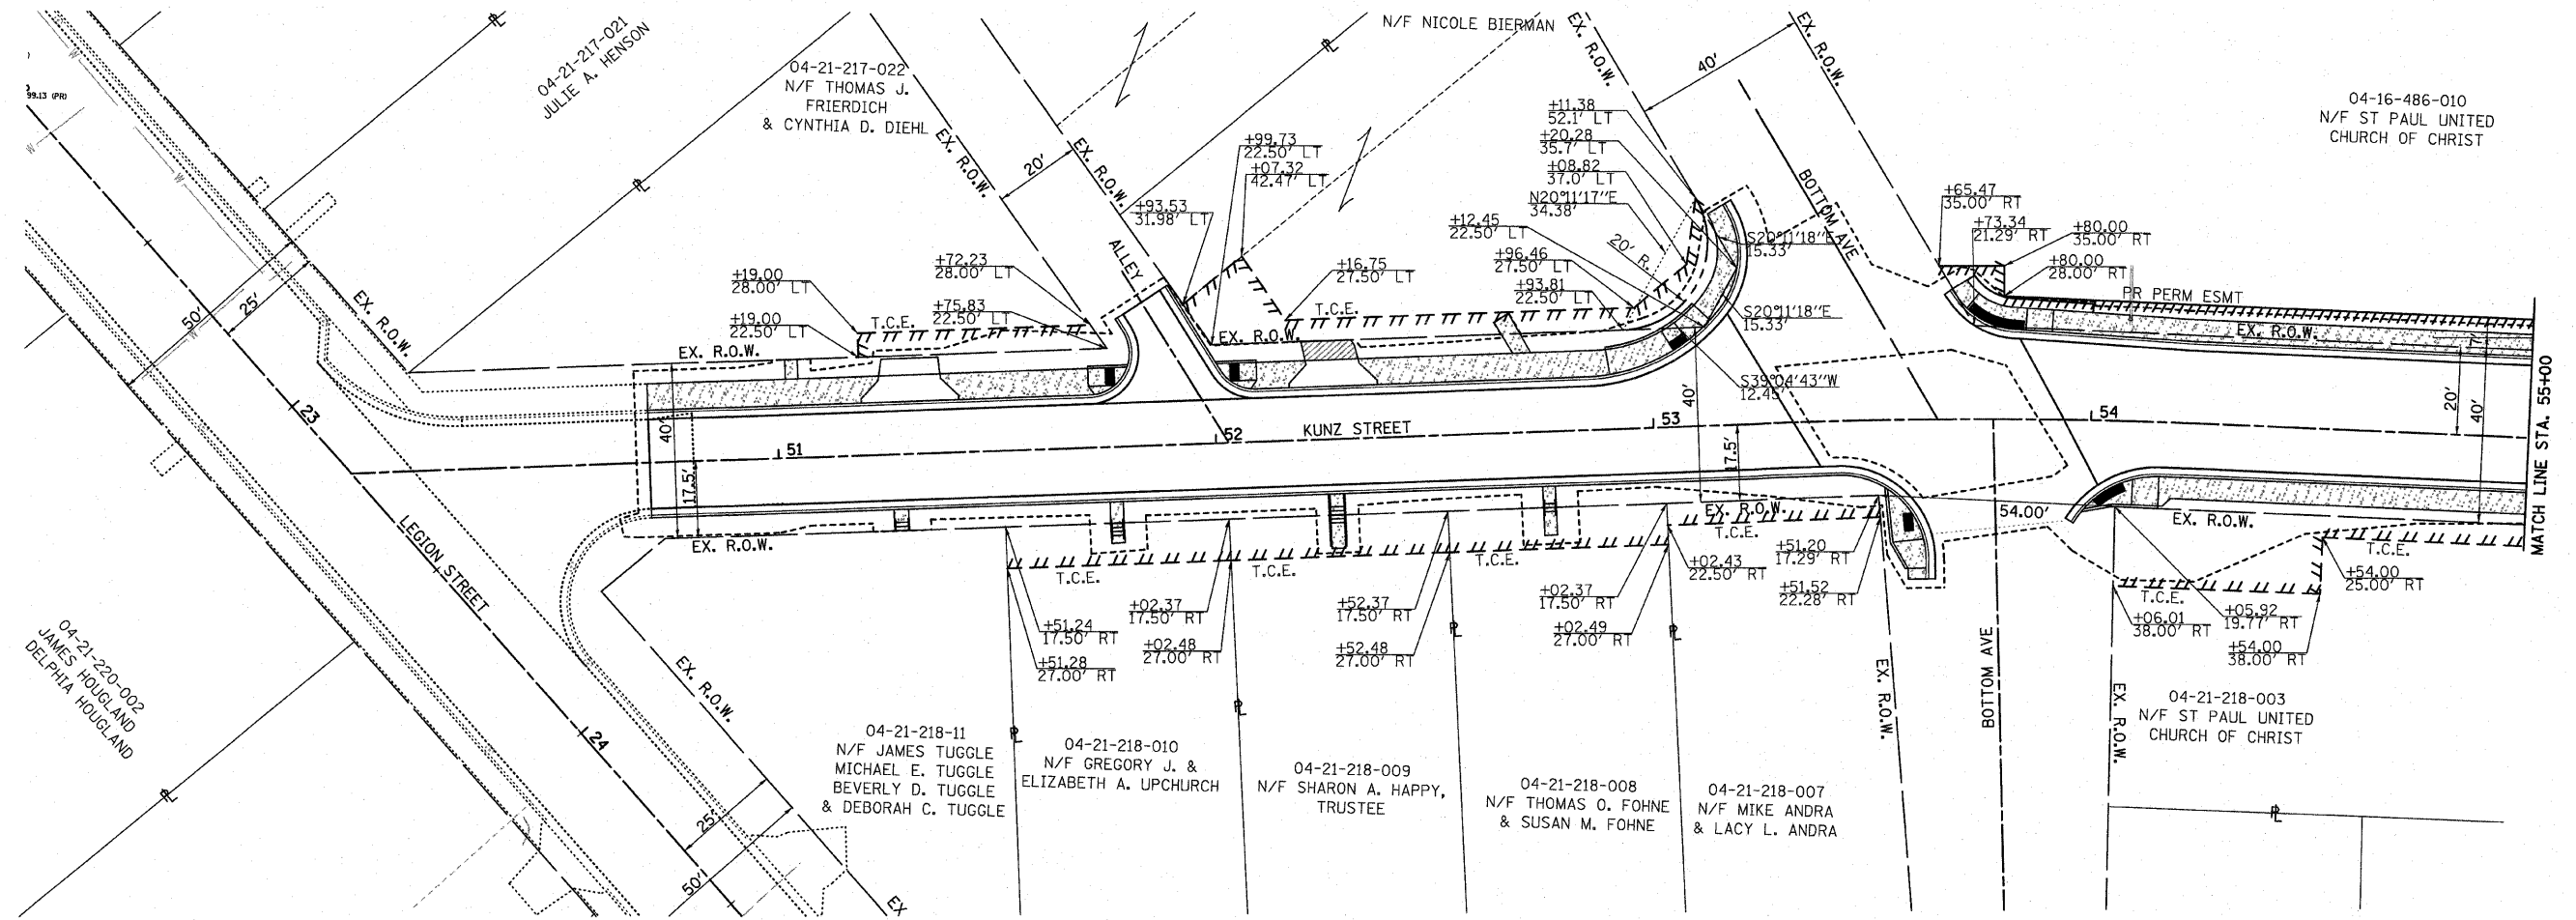 99.13 (PR)
W
W
W
W
W
04-21-217-021
JULIE A. HENSON
04-21-217-022
N/F THOMAS J.
FRIERDICH
& CYNTHIA D. DIEHL
N/F NICOLE BIERMAN
04-16-486-010
N/F ST PAUL UNITED
CHURCH OF CHRIST
EX. R.O.W.
20'
EX. R.O.W.
EX. R.O.W.
40'
EX. R.O.W.
+99.73
22.50' LT
+07.32
42.47' LT
+93.53
31.98' LT
+11.38
52.1' LT
+20.28
35.7' LT
+08.82
37.0' LT
N20°11'17"E
34.38'
+12.45
22.50' LT
20' R.
+96.46
27.50' LT
+93.81
22.50' LT
S20°11'18"E
15.33'
S20°11'18"E
15.33'
S39°04'43"W
12.45'
BOTTOM AVE
+65.47
35.00' RT
+73.34
21.29' RT
+80.00
35.00' RT
+80.00
28.00' RT
PR PERM ESMT
EX. R.O.W.
7'
20'
40'
MATCH LINE STA. 55+00
50'
25'
EX. R.O.W.
EX. R.O.W.
+19.00
28.00' LT
+19.00
22.50' LT
T.C.E.
+72.23
28.00' LT
+75.83
22.50' LT
ALLEY
EX. R.O.W.
+16.75
27.50' LT
T.C.E.
23
40'
17.5'
51
52
KUNZ STREET
53
54
40'
17.5'
LEGION STREET
24
EX. R.O.W.
EX. R.O.W.
T.C.E.
T.C.E.
T.C.E.
EX. R.O.W.
T.C.E.
54.00'
EX. R.O.W.
T.C.E.
T.C.E.
+51.24
17.50' RT
+51.28
27.00' RT
+02.37
17.50' RT
+02.48
27.00' RT
+52.37
17.50' RT
+52.48
27.00' RT
+02.37
17.50' RT
+02.49
27.00' RT
+02.43
22.50' RT
+51.20
17.29' RT
+51.52
22.28' RT
+06.01
38.00' RT
+05.92
19.77' RT
+54.00
25.00' RT
+54.00
38.00' RT
04-21-220-002
JAMES HOUGLAND
DELPHIA HOUGLAND
04-21-218-11
N/F JAMES TUGGLE
MICHAEL E. TUGGLE
BEVERLY D. TUGGLE
& DEBORAH C. TUGGLE
04-21-218-010
N/F GREGORY J. &
ELIZABETH A. UPCHURCH
04-21-218-009
N/F SHARON A. HAPPY,
TRUSTEE
04-21-218-008
N/F THOMAS O. FOHNE
& SUSAN M. FOHNE
04-21-218-007
N/F MIKE ANDRA
& LACY L. ANDRA
EX. R.O.W.
BOTTOM AVE
EX. R.O.W.
04-21-218-003
N/F ST PAUL UNITED
CHURCH OF CHRIST
25'
50'
EX